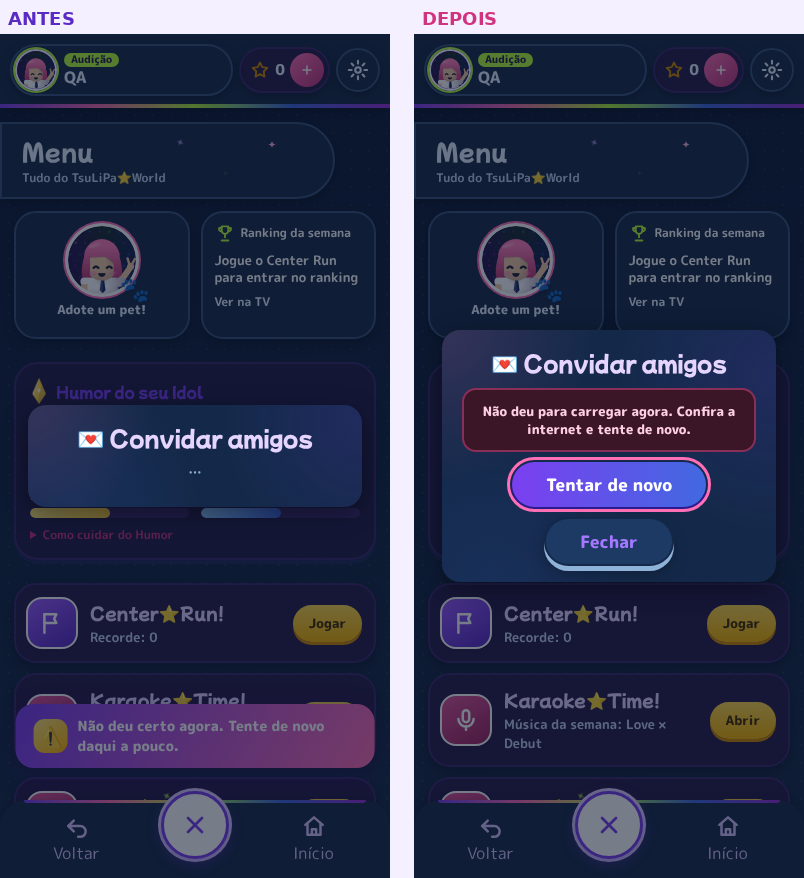 ANTES
Audição
QA
0
+
Menu
Tudo do TsuLiPa⭐World
Adote um pet!
Ranking da semana
Jogue o Center Run
para entrar no ranking
Ver na TV
Humor do seu Idol
💌 Convidar amigos
...
Como cuidar do Humor
Center⭐Run!
Recorde: 0
Jogar
Karaoke⭐Time!
Não deu certo agora. Tente de novo
daqui a pouco.
Voltar
Início
DEPOIS
Audição
QA
0
+
Menu
Tudo do TsuLiPa⭐World
Adote um pet!
Ranking da semana
Jogue o Center Run
para entrar no ranking
Ver na TV
💌 Convidar amigos
Não deu para carregar agora. Confira a
internet e tente de novo.
Tentar de novo
Fechar
Center⭐Run!
Recorde: 0
Jogar
Karaoke⭐Time!
Música da semana: Love ×
Debut
Abrir
Voltar
Início